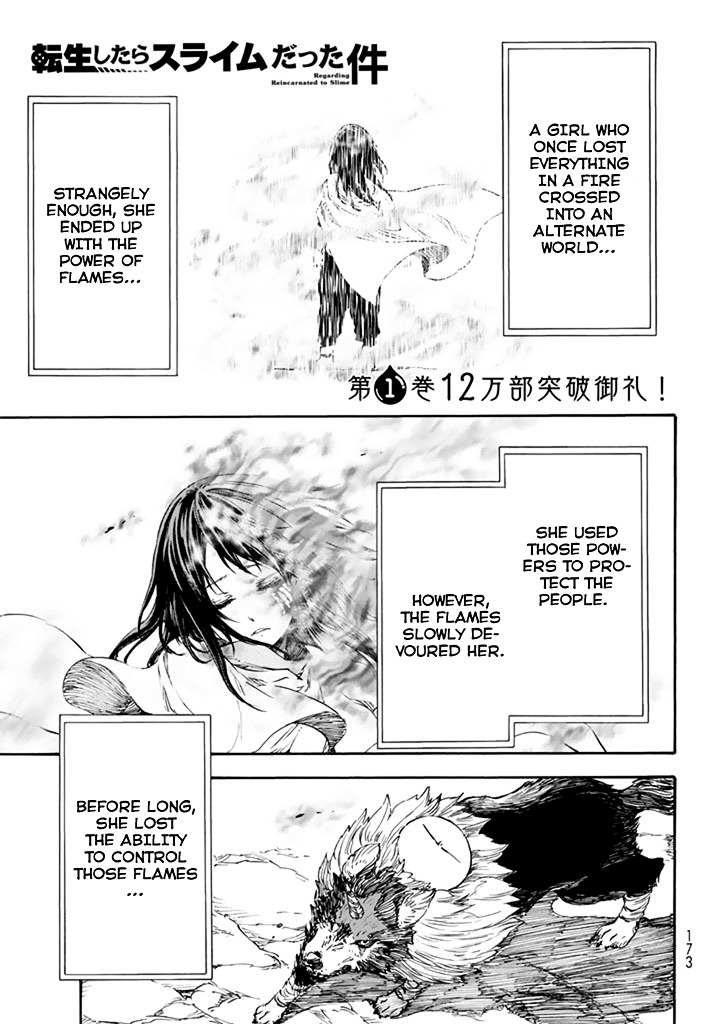 転生したらスライムだった件
Regarding
Reincarnated to Slime
A GIRL WHO
ONCE LOST
EVERYTHING
IN A FIRE
CROSSED
INTO AN
ALTERNATE
WORLD...
STRANGELY
ENOUGH, SHE
ENDED UP
WITH THE
POWER OF
FLAMES...
第1巻12万部突破御礼！
SHE USED
THOSE POW-
ERS TO PRO-
TECT THE
PEOPLE.
HOWEVER,
THE FLAMES
SLOWLY DE-
VOURED HER.
BEFORE LONG,
SHE LOST
THE ABILITY
TO CONTROL
THOSE FLAMES
...
173